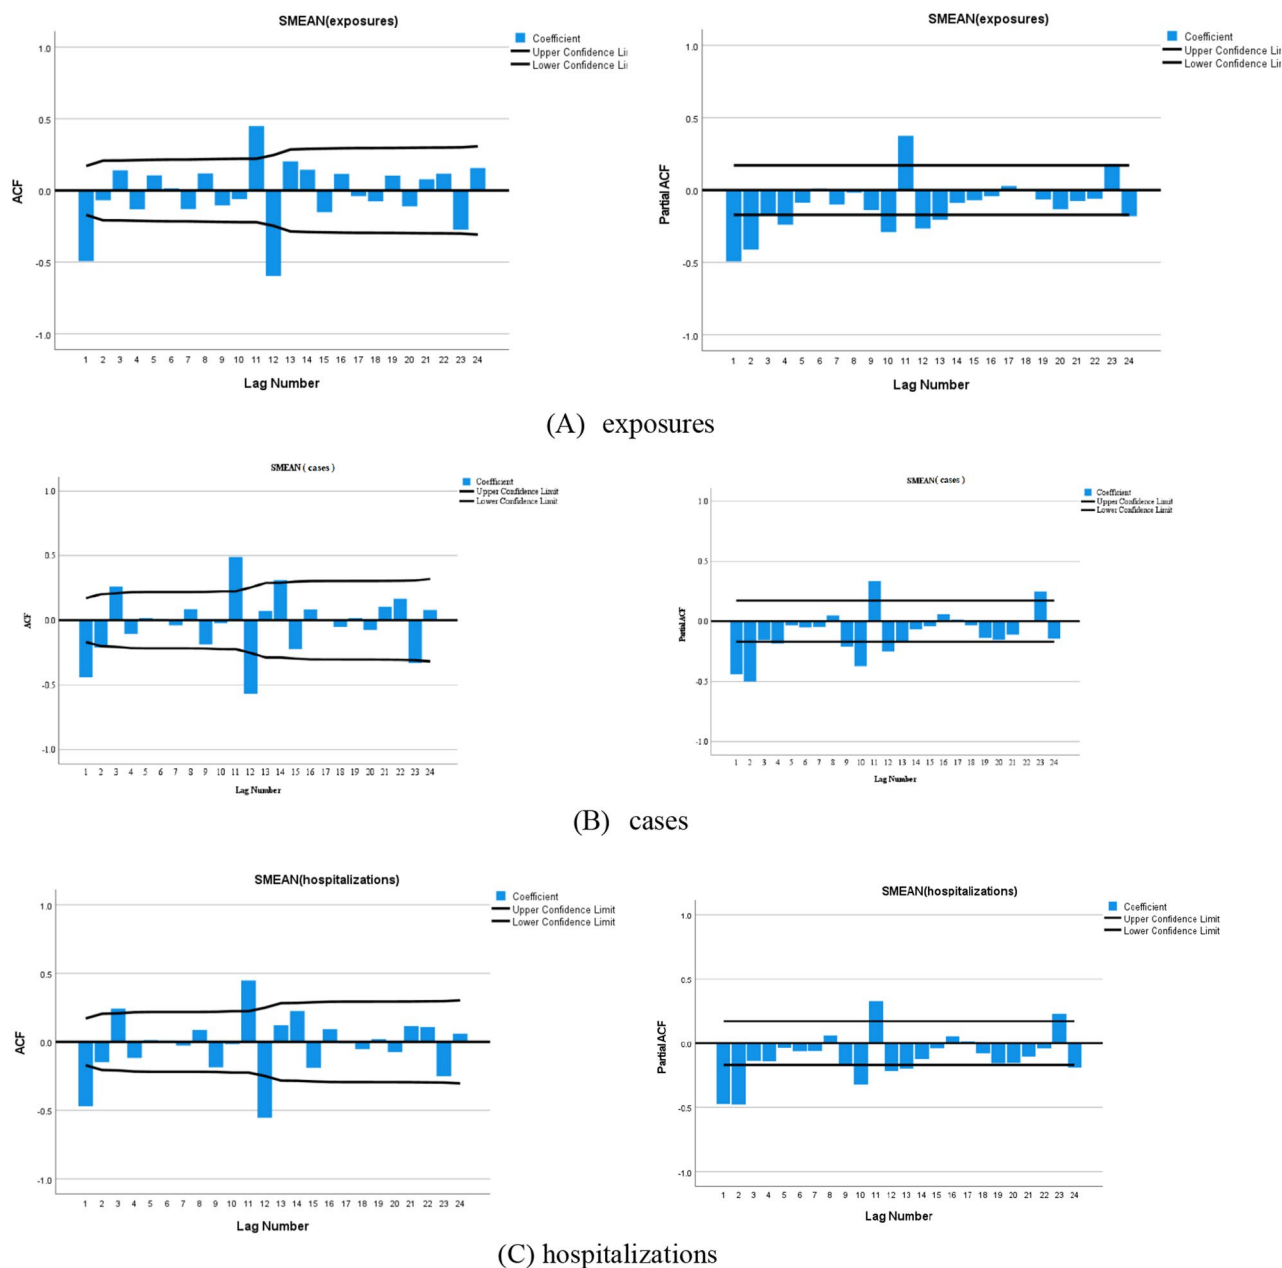 SMEAN(exposures)
Coefficient
Upper Confidence Li
Lower Confidence Li
1.0
0.5
0.0
-0.5
-1.0
ACF
1 2 3 4 5 6 7 8 9 10 11 12 13 14 15 16 17 18 19 20 21 22 23 24
Lag Number
SMEAN(exposures)
Coefficient
Upper Confidence Li
Lower Confidence Li
1.0
0.5
0.0
-0.5
-1.0
Partial ACF
1 2 3 4 5 6 7 8 9 10 11 12 13 14 15 16 17 18 19 20 21 22 23 24
Lag Number
(A) exposures
SMEAN ( cases )
Coefficient
Upper Confidence Limit
Lower Confidence Limit
1.0
0.5
0.0
-0.5
-1.0
ACF
1 2 3 4 5 6 7 8 9 10 11 12 13 14 15 16 17 18 19 20 21 22 23 24
Lag Number
SMEAN( cases )
Coefficient
Upper Confidence Limit
Lower Confidence Limit
1.0
0.5
0.0
-0.5
-1.0
Partial ACF
1 2 3 4 5 6 7 8 9 10 11 12 13 14 15 16 17 18 19 20 21 22 23 24
Lag Number
(B) cases
SMEAN(hospitalizations)
Coefficient
Upper Confidence Limit
Lower Confidence Limit
1.0
0.5
0.0
-0.5
-1.0
ACF
1 2 3 4 5 6 7 8 9 10 11 12 13 14 15 16 17 18 19 20 21 22 23 24
Lag Number
SMEAN(hospitalizations)
Coefficient
Upper Confidence Limit
Lower Confidence Limit
1.0
0.5
0.0
-0.5
-1.0
Partial ACF
1 2 3 4 5 6 7 8 9 10 11 12 13 14 15 16 17 18 19 20 21 22 23 24
Lag Number
(C) hospitalizations